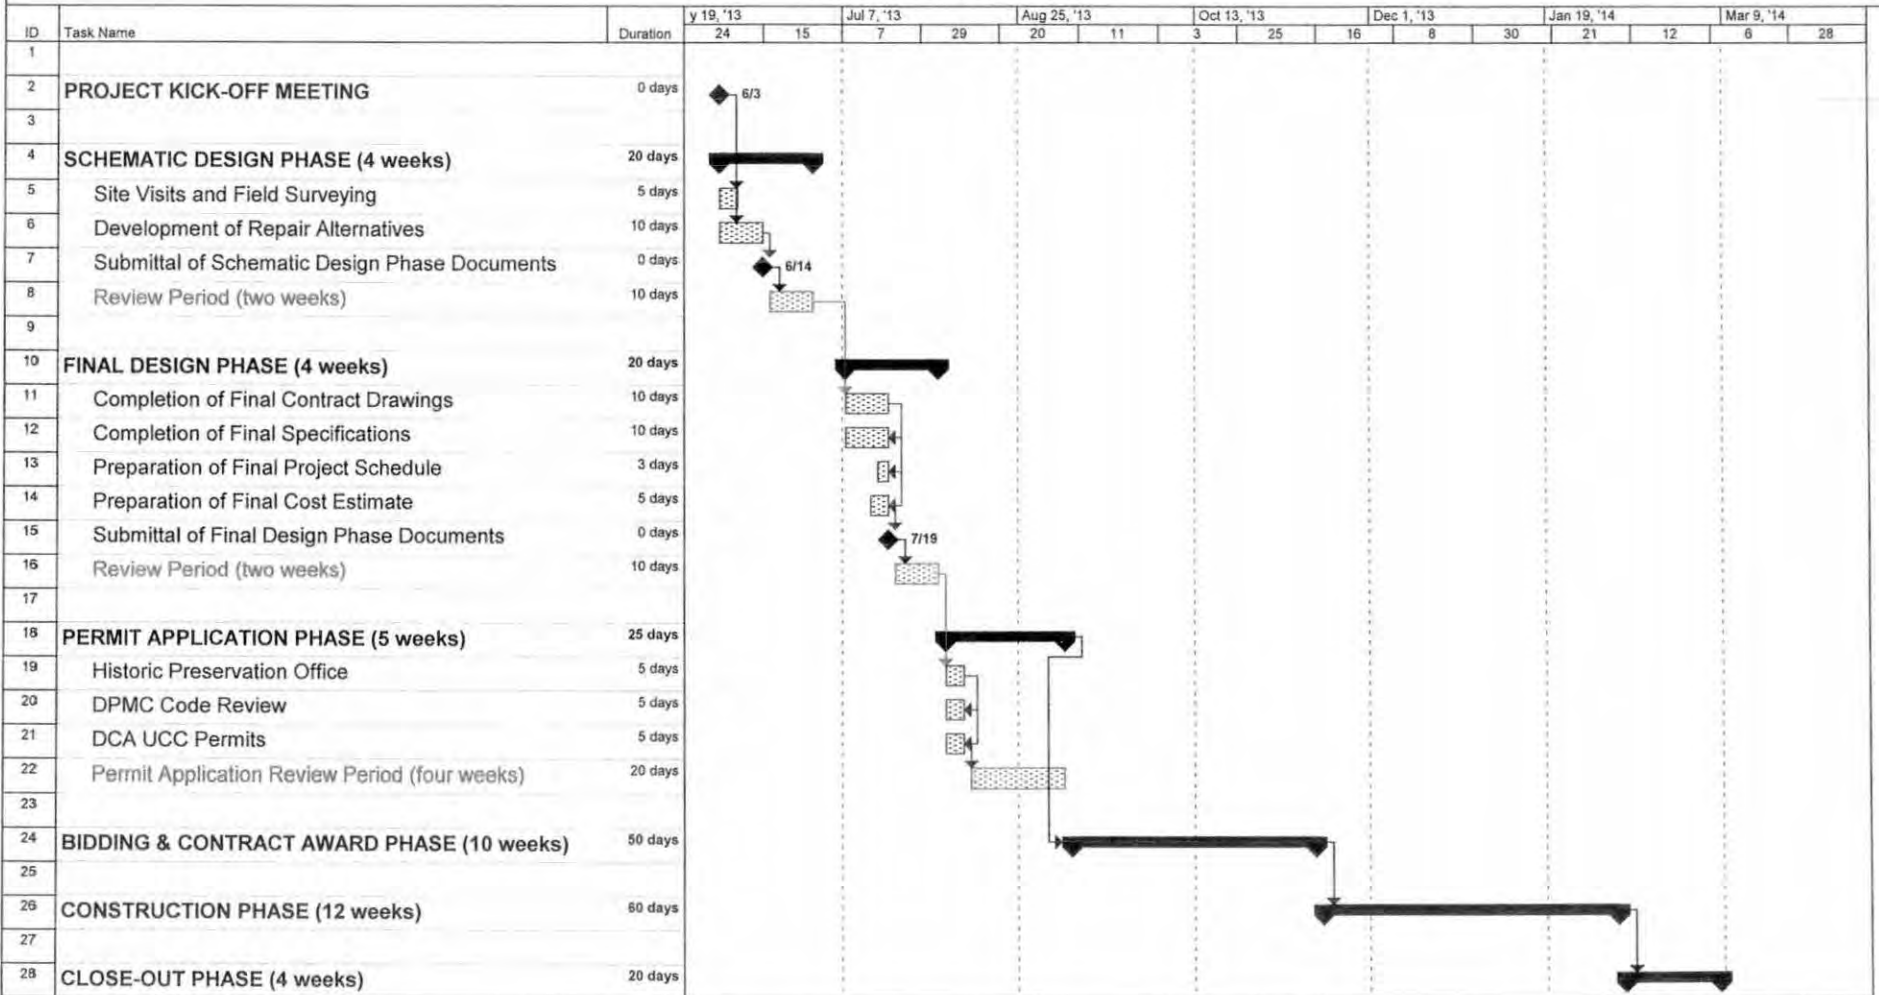 y 19, '13 Jul 7, '13 Aug 25, '13 Oct 13, '13 Dec 1, '13 Jan 19, '14 Mar 9, '14
ID Task Name Duration 24 15 7 29 20 11 3 25 16 8 30 21 12 6 28
1
2 PROJECT KICK-OFF MEETING 0 days 6/3
3
4 SCHEMATIC DESIGN PHASE (4 weeks) 20 days
5 Site Visits and Field Surveying 5 days
6 Development of Repair Alternatives 10 days
7 Submittal of Schematic Design Phase Documents 0 days 6/14
8 Review Period (two weeks) 10 days
9
10 FINAL DESIGN PHASE (4 weeks) 20 days
11 Completion of Final Contract Drawings 10 days
12 Completion of Final Specifications 10 days
13 Preparation of Final Project Schedule 3 days
14 Preparation of Final Cost Estimate 5 days
15 Submittal of Final Design Phase Documents 0 days 7/19
16 Review Period (two weeks) 10 days
17
18 PERMIT APPLICATION PHASE (5 weeks) 25 days
19 Historic Preservation Office 5 days
20 DPMC Code Review 5 days
21 DCA UCC Permits 5 days
22 Permit Application Review Period (four weeks) 20 days
23
24 BIDDING & CONTRACT AWARD PHASE (10 weeks) 50 days
25
26 CONSTRUCTION PHASE (12 weeks) 60 days
27
28 CLOSE-OUT PHASE (4 weeks) 20 days